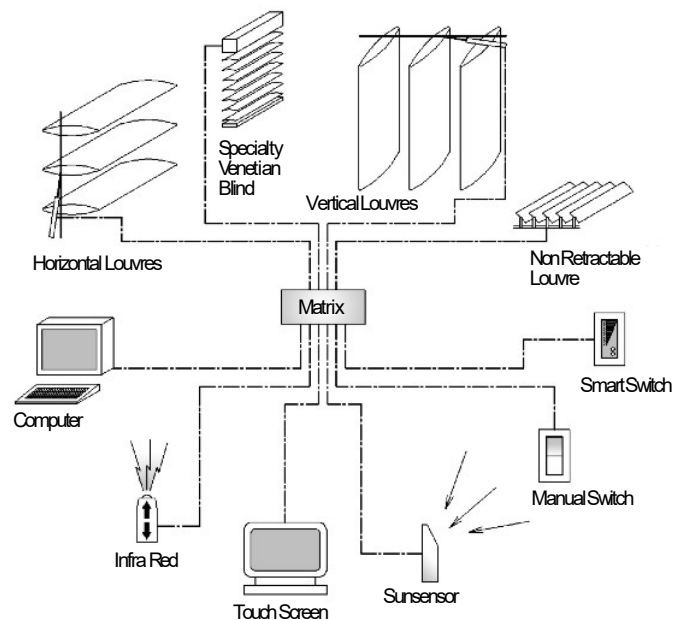 Specialty
Venetian
Blind
Vertical Louvres
Horizontal Louvres
Non Retractable
Louvre
Matrix
Computer
Smart Switch
Manual Switch
Infra Red
Touch Screen
Sunsensor